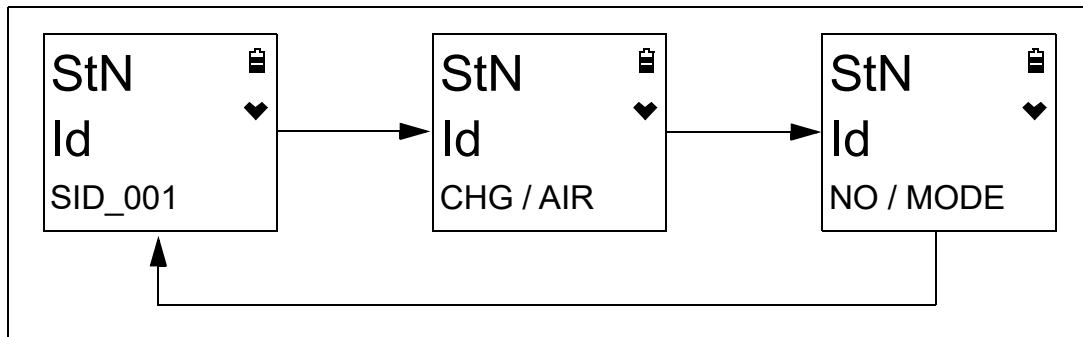 StN
Id
SID_001
StN
Id
CHG / AIR
StN
Id
NO / MODE